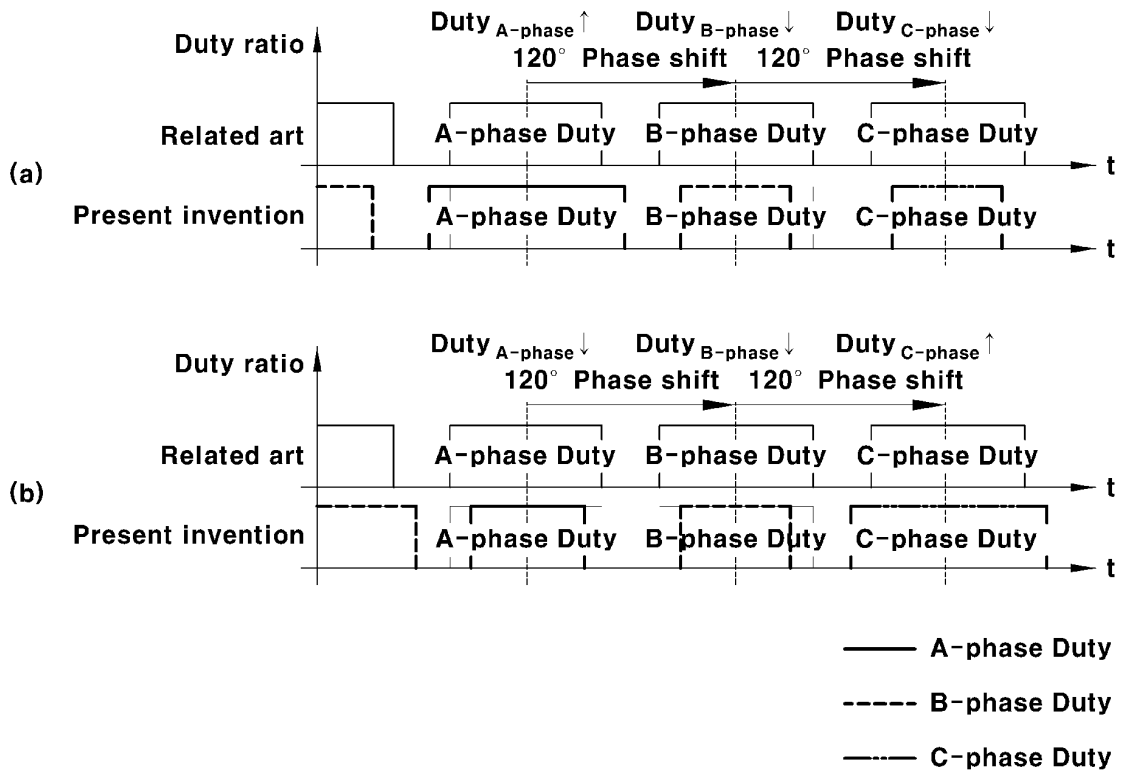 Duty A-phase ↑ Duty B-phase ↓ Duty C-phase ↓
Duty ratio
120° Phase shift 120° Phase shift
Related art A-phase Duty B-phase Duty C-phase Duty
t
(a)
Present invention A-phase Duty B-phase Duty C-phase Duty
t
Duty A-phase ↓ Duty B-phase ↓ Duty C-phase ↑
Duty ratio
120° Phase shift 120° Phase shift
Related art A-phase Duty B-phase Duty C-phase Duty
t
(b)
Present invention A-phase Duty B-phase Duty C-phase Duty
t
A-phase Duty
B-phase Duty
C-phase Duty